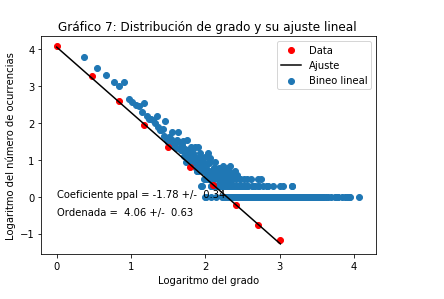 Gráfico 7: Distribución de grado y su ajuste lineal
Logaritmo del número de ocurrencias
4
3
2
1
0
−1
Data
Ajuste
Bineo lineal
Coeficiente ppal = -1.78 +/-  0.34
Ordenada =  4.06 +/-  0.63
0
1
2
3
4
Logaritmo del grado